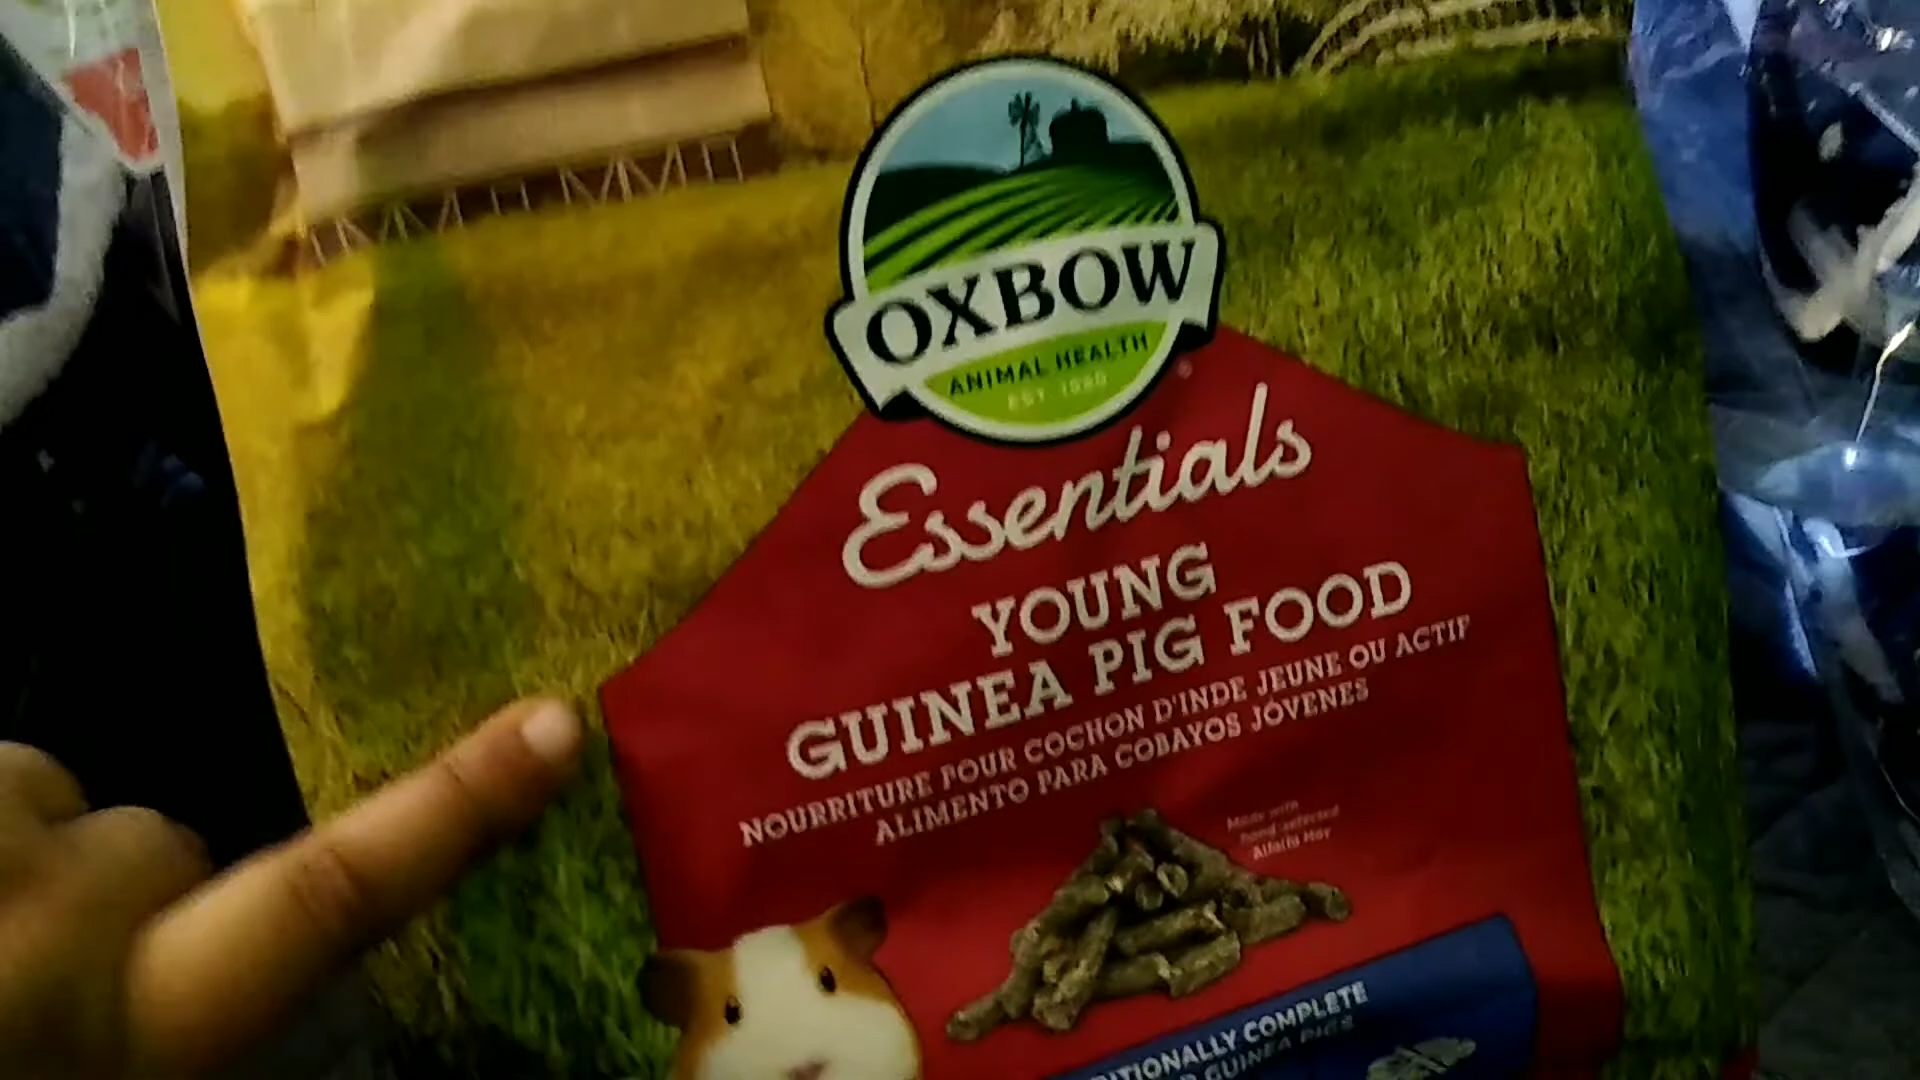 OXBOW
ANIMAL HEALTH
EST. 1980
Essentials
YOUNG
GUINEA PIG FOOD
NOURRITURE POUR COCHON D'INDE JEUNE OU ACTIF
ALIMENTO PARA COBAYOS JÓVENES
Made with
hand-selected
Alfalfa Hay
ITIONALLY COMPLETE
GUINEA PIGS